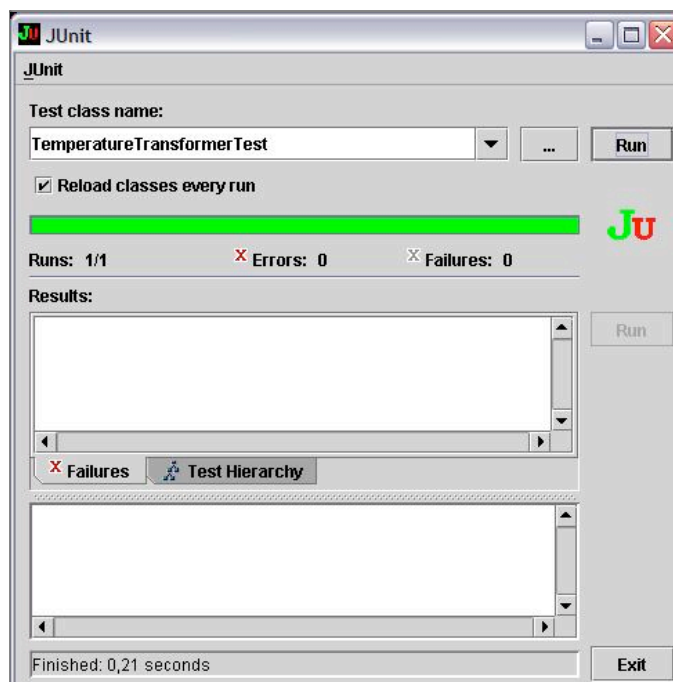 JU JUnit
JUnit
Test class name:
TemperatureTransformerTest ... Run
Reload classes every run
JU
Runs: 1/1 X Errors: 0 X Failures: 0
Results:
Run
X Failures Test Hierarchy
Finished: 0,21 seconds Exit